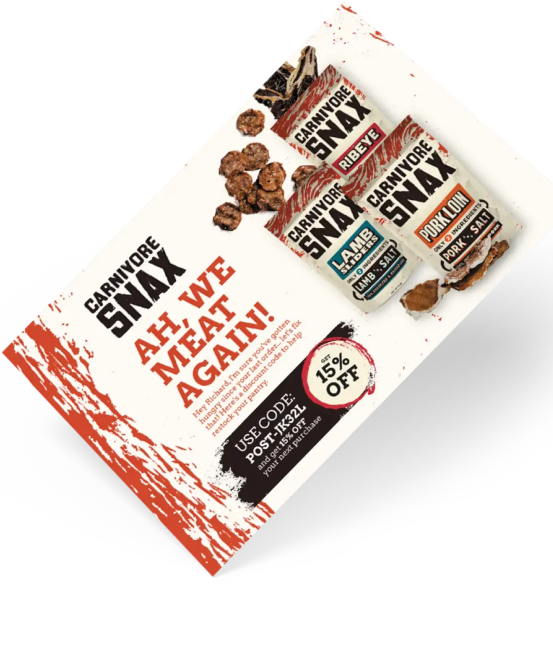 CARNIVORE
SNAX
AH, WE
MEAT
AGAIN!
Hey Richard, I'm sure you've gotten
hungry since your last order...let's fix
that! Here's a discount code to help
restock your pantry.
USE CODE:
POST-JK32L
and get 15% OFF
your next purchase
GET
15%
OFF
CARNIVORE
SNAX
RIBEYE
CARNIVORE
SNAX
LAMB
SLIDERS
ONLY 2 INGREDIENTS
LAMB SALT
CARNIVORE
SNAX
PORK LOIN
ONLY 2 INGREDIENTS
PORK SALT